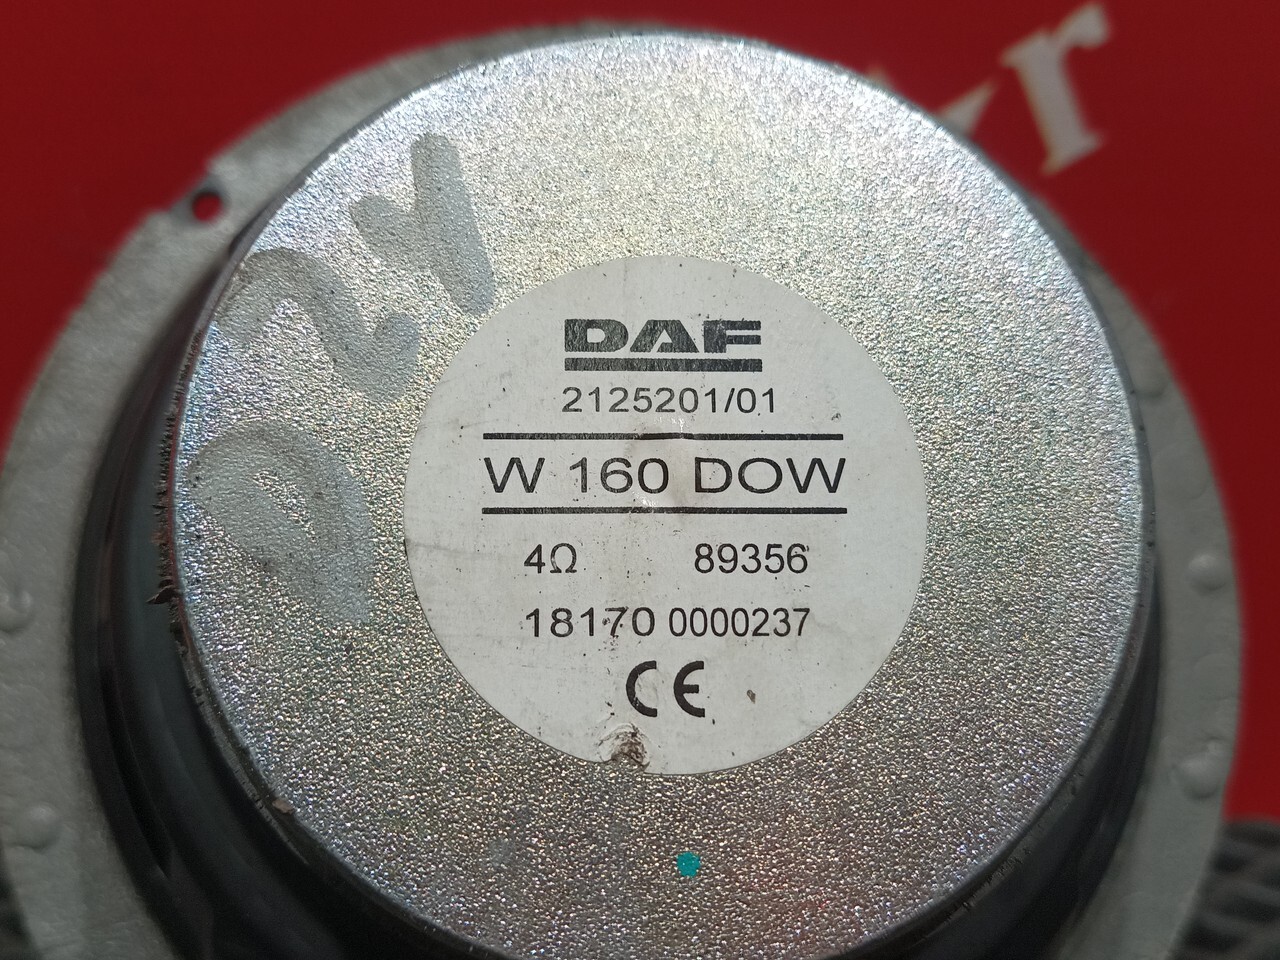 DAF
2125201/01
W 160 DOW
4Ω 89356
18170 0000237
CE